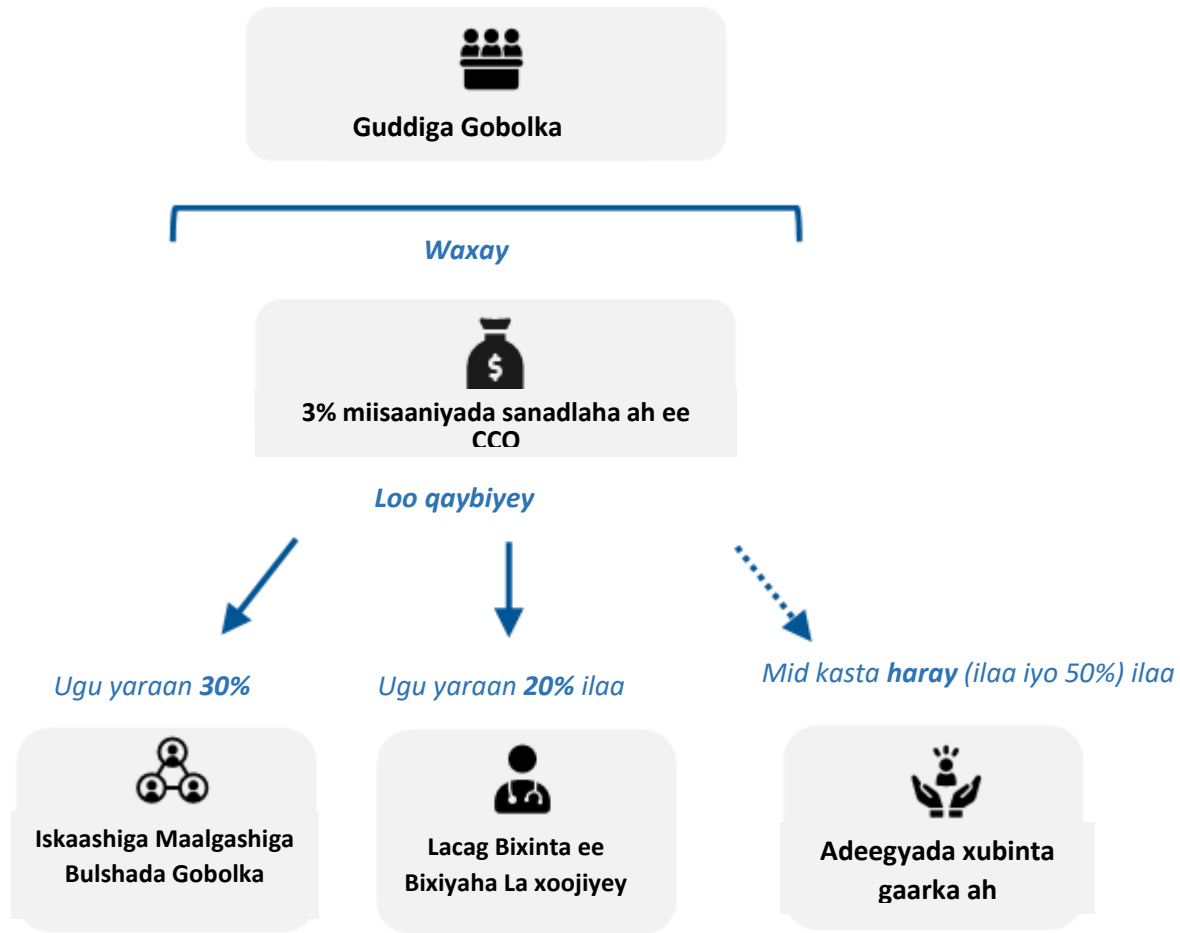 Guddiga Gobolka
Waxay
$
3% miisaaniyada sanadlaha ah ee
CCO
Loo qaybiyey
Ugu yaraan 30%
Ugu yaraan 20% ilaa
Mid kasta haray (ilaa iyo 50%) ilaa
Iskaashiga Maalgashiga
Bulshada Gobolka
Lacag Bixinta ee
Bixiyaha La xoojiyey
Adeegyada xubinta
gaarka ah